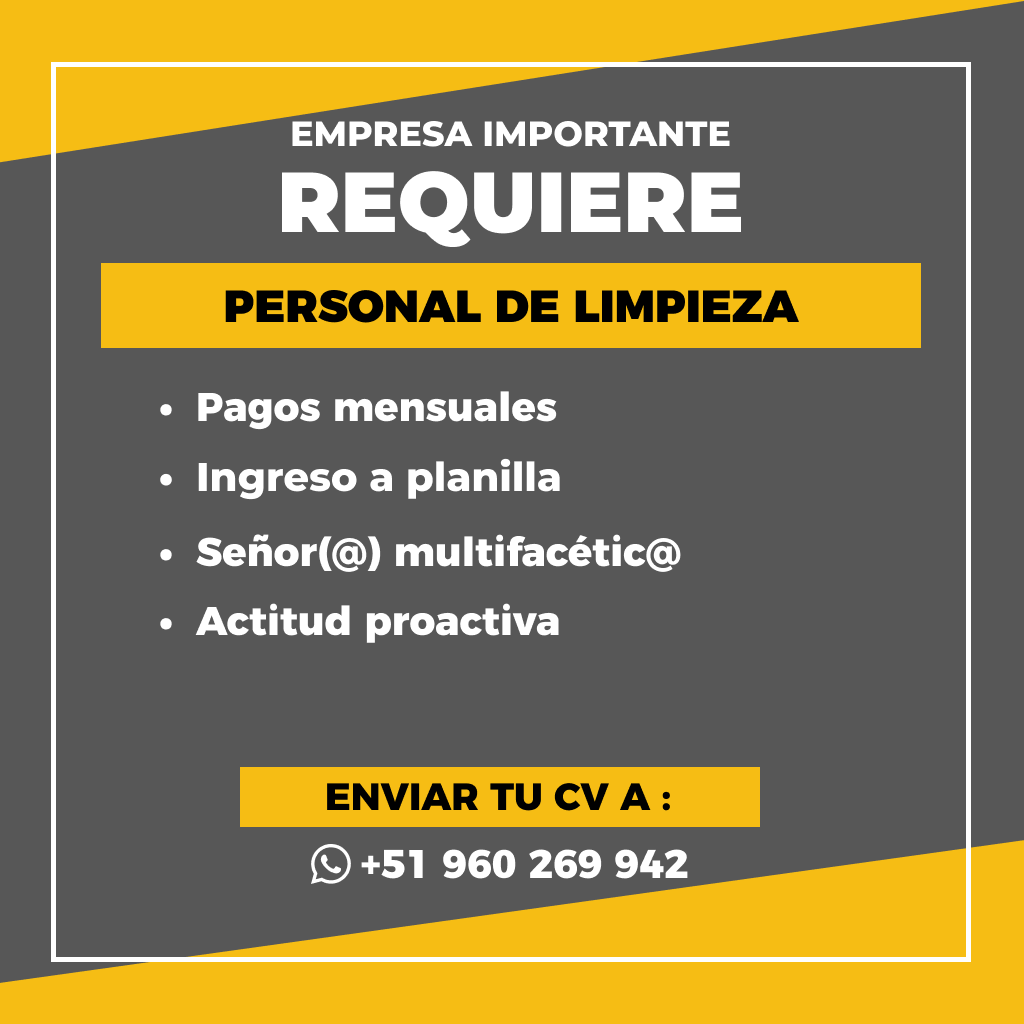 EMPRESA IMPORTANTE
REQUIERE
PERSONAL DE LIMPIEZA
• Pagos mensuales
• Ingreso a planilla
• Señor(@) multifacétic@
• Actitud proactiva
ENVIAR TU CV A :
+51 960 269 942